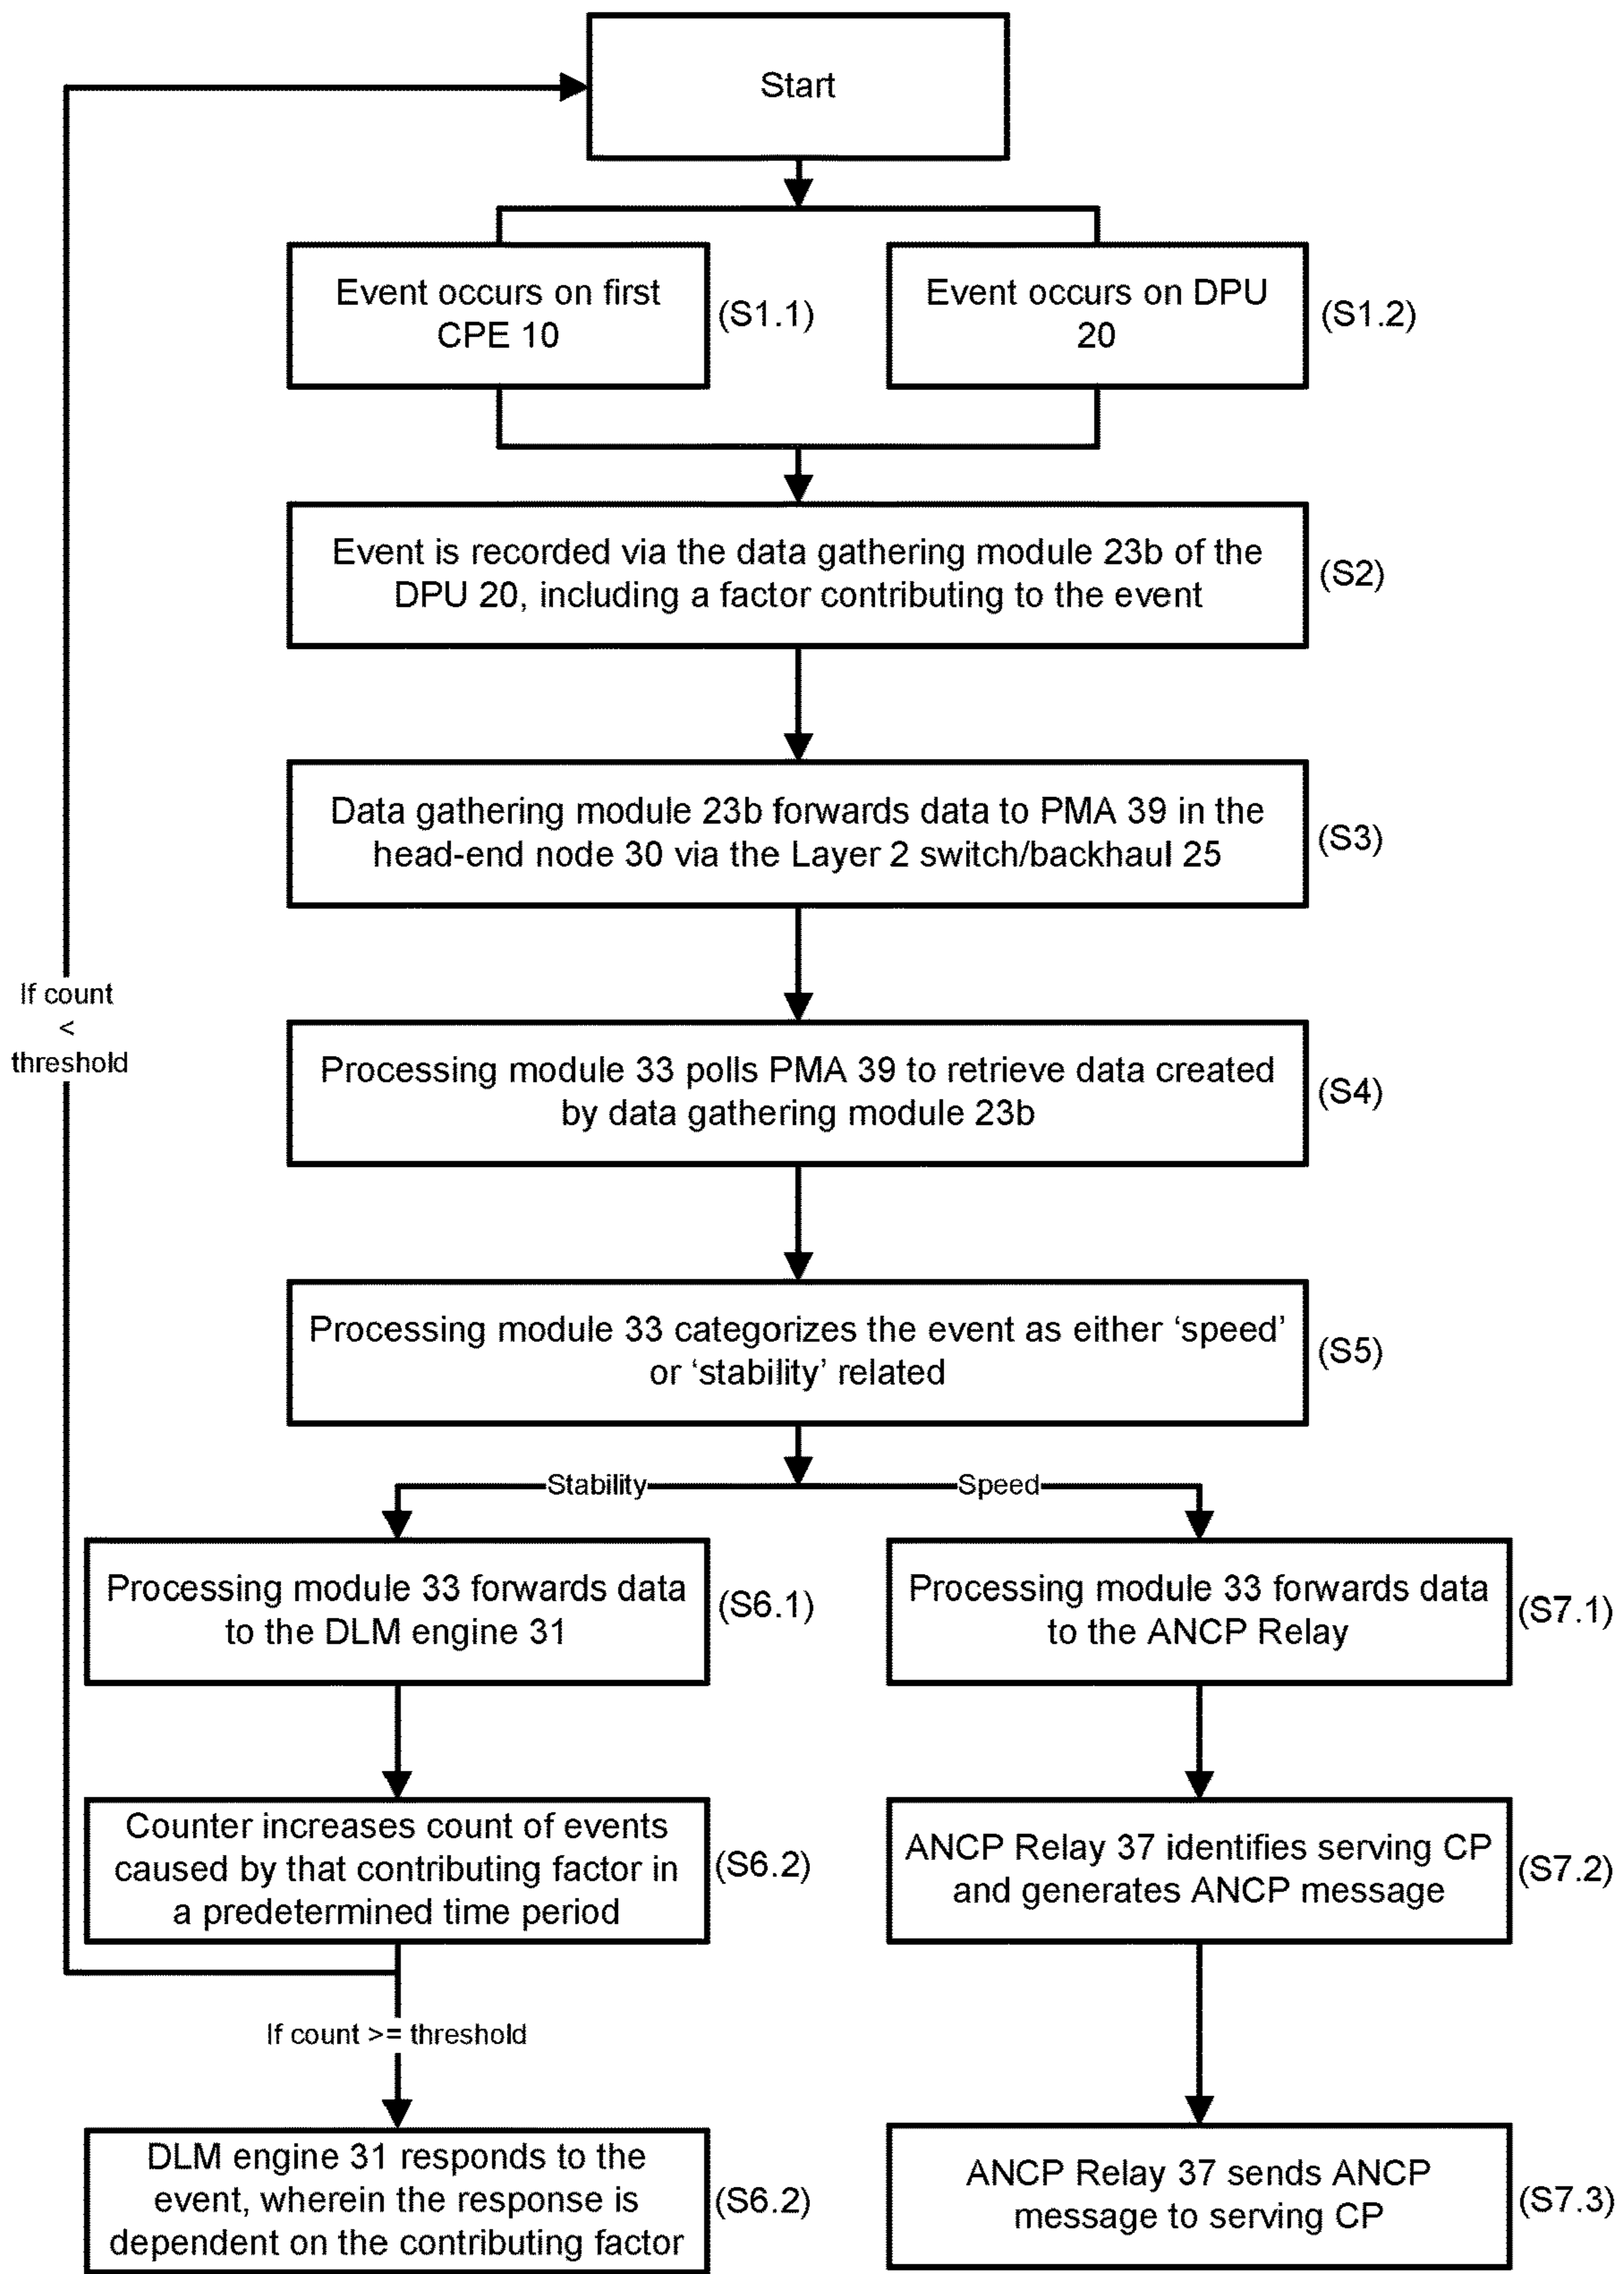 Start
Event occurs on first
CPE 10
(S1.1)
Event occurs on DPU
20
(S1.2)
Event is recorded via the data gathering module 23b of the
DPU 20, including a factor contributing to the event
(S2)
Data gathering module 23b forwards data to PMA 39 in the
head-end node 30 via the Layer 2 switch/backhaul 25
(S3)
If count
<
threshold
Processing module 33 polls PMA 39 to retrieve data created
by data gathering module 23b
(S4)
Processing module 33 categorizes the event as either ‘speed’
or ‘stability’ related
(S5)
Stability
Speed
Processing module 33 forwards data
to the DLM engine 31
(S6.1)
Processing module 33 forwards data
to the ANCP Relay
(S7.1)
Counter increases count of events
caused by that contributing factor in
a predetermined time period
(S6.2)
ANCP Relay 37 identifies serving CP
and generates ANCP message
(S7.2)
If count >= threshold
DLM engine 31 responds to the
event, wherein the response is
dependent on the contributing factor
(S6.2)
ANCP Relay 37 sends ANCP
message to serving CP
(S7.3)